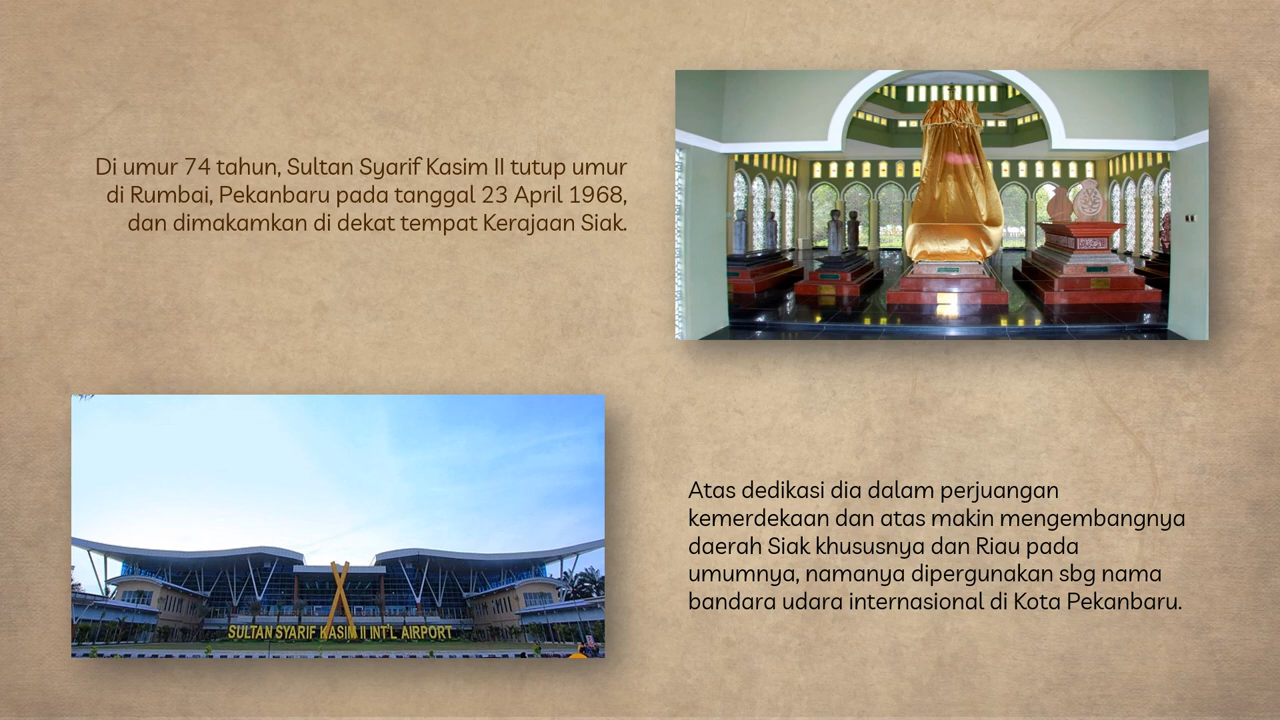 Di umur 74 tahun, Sultan Syarif Kasim II tutup umur
di Rumbai, Pekanbaru pada tanggal 23 April 1968,
dan dimakamkan di dekat tempat Kerajaan Siak.
SULTAN SYARIF KASIM II INT'L AIRPORT
Atas dedikasi dia dalam perjuangan
kemerdekaan dan atas makin mengembangnya
daerah Siak khususnya dan Riau pada
umumnya, namanya dipergunakan sbg nama
bandara udara internasional di Kota Pekanbaru.